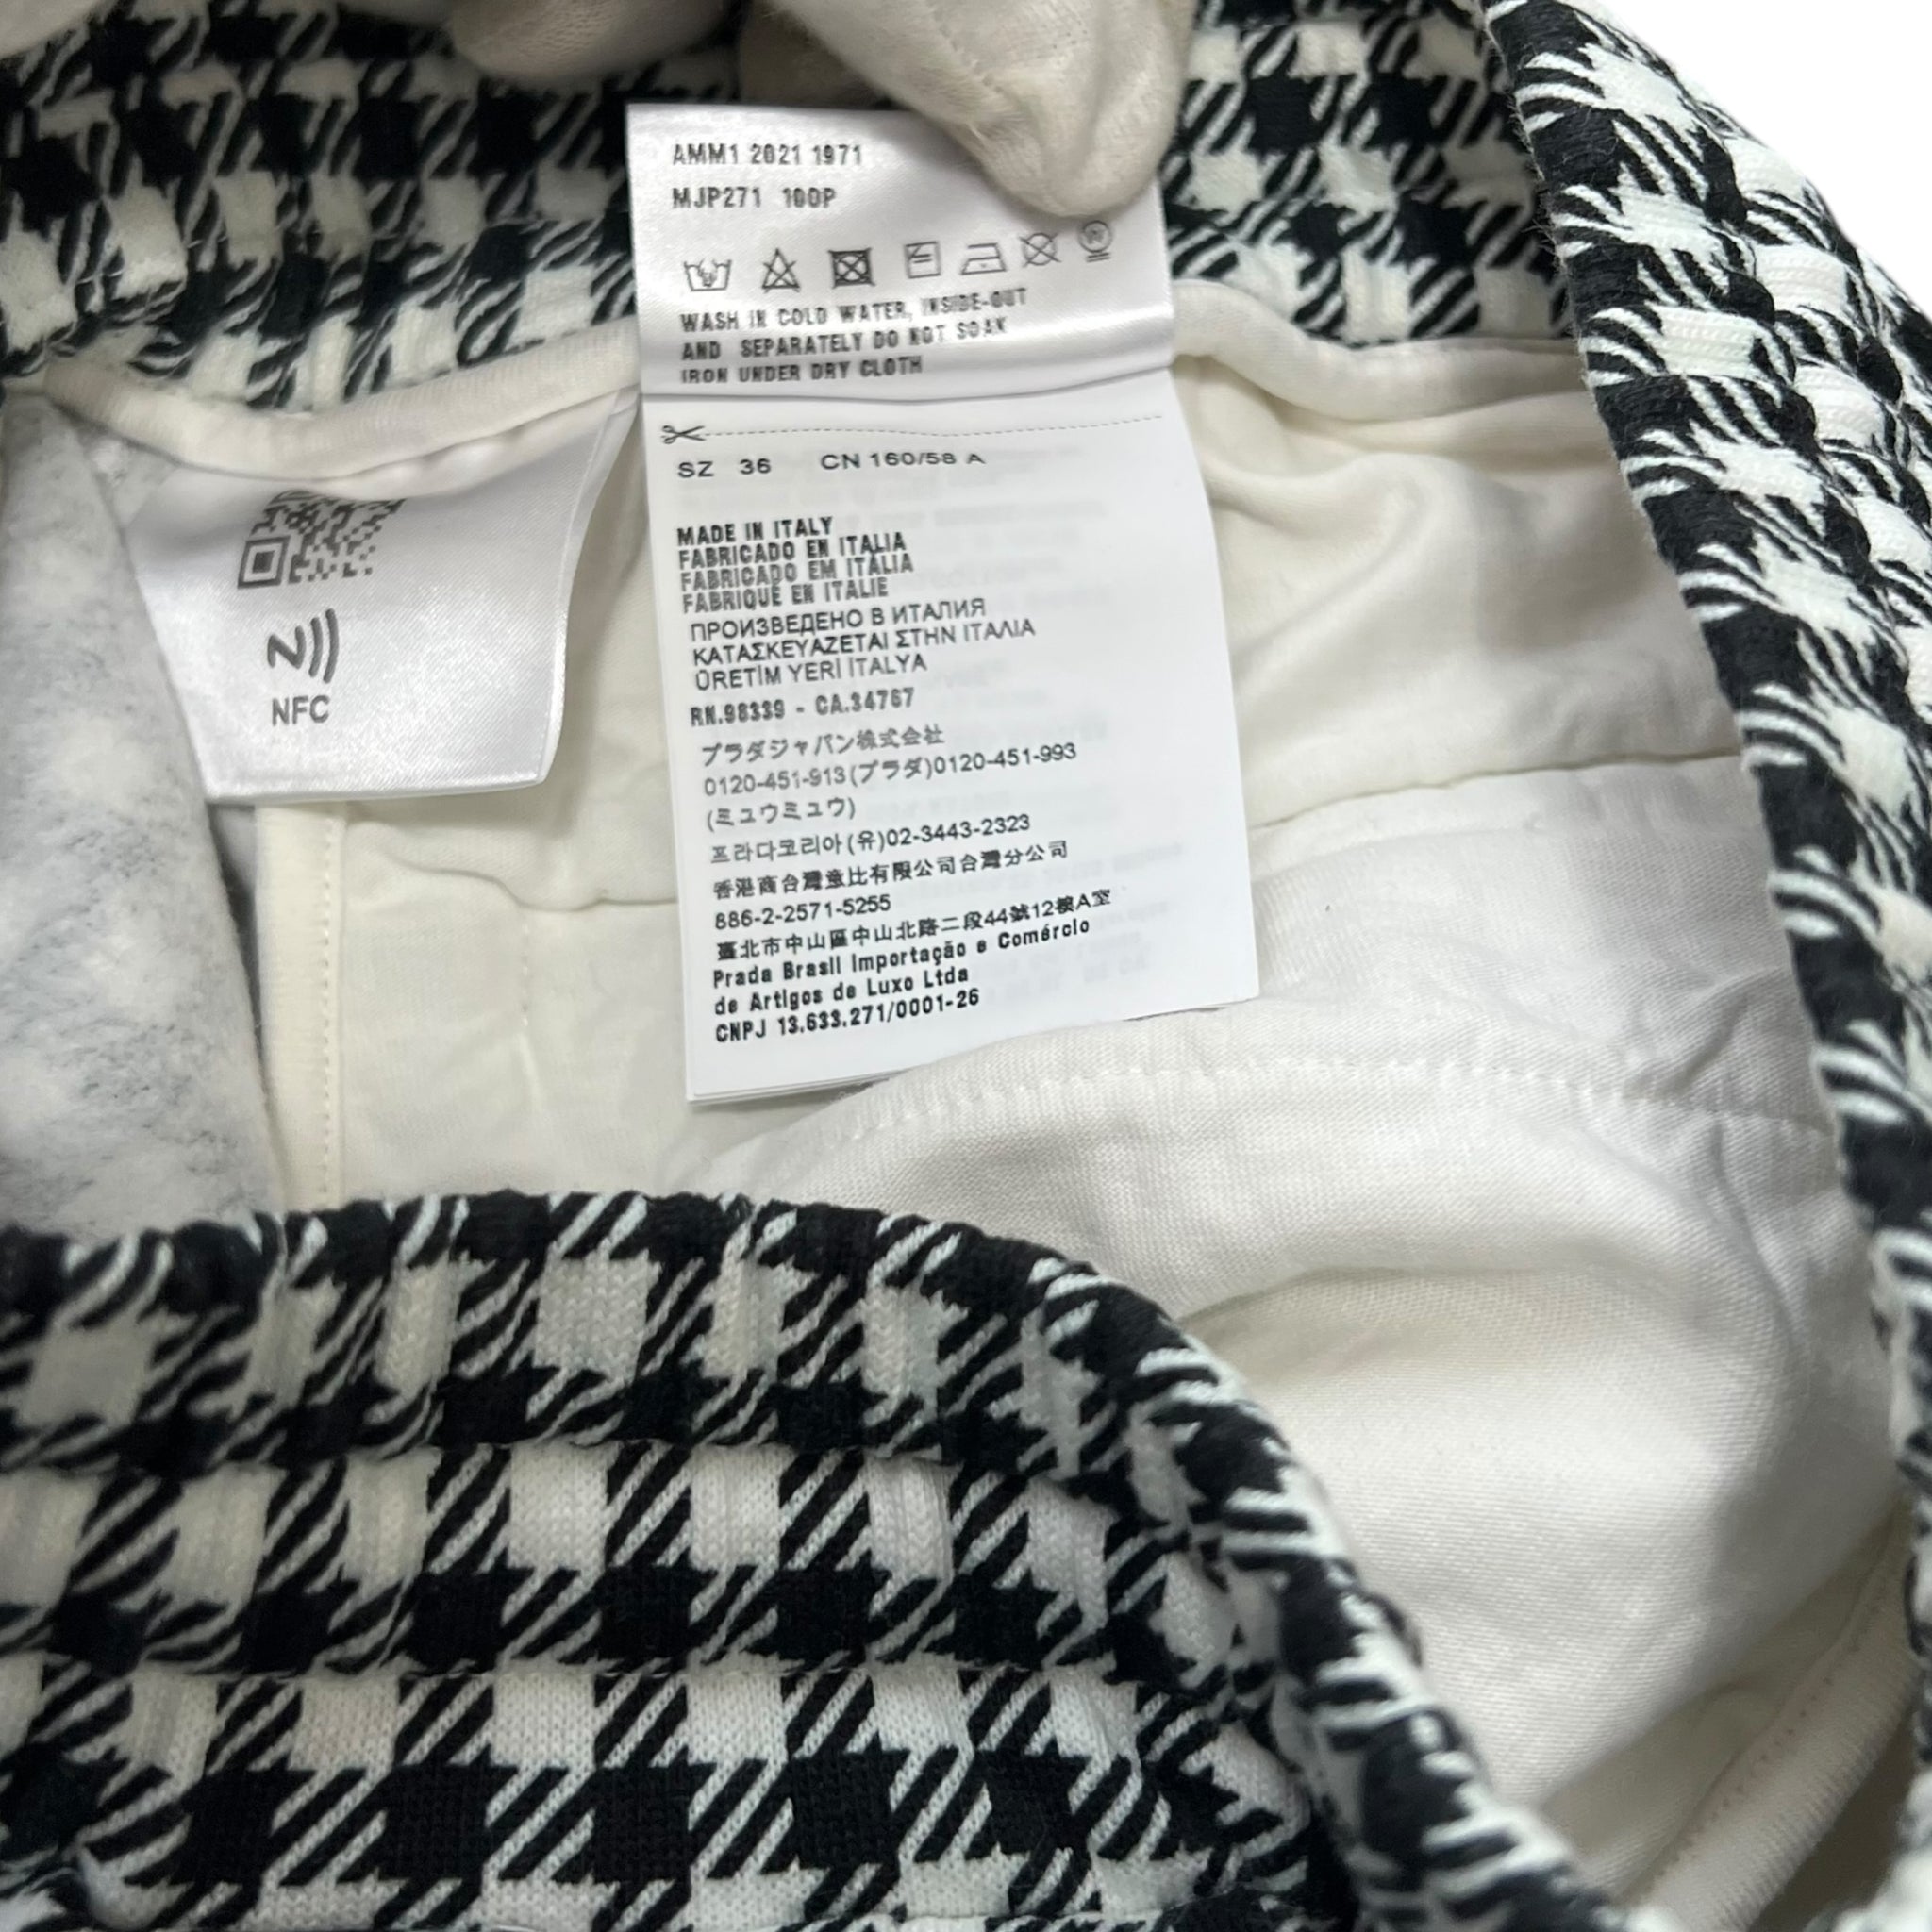 AMM1 2021 1971
MJP271 100P
WASH IN COLD WATER, INSIDE-OUT
AND SEPARATELY DO NOT SOAK
IRON UNDER DRY CLOTH
SZ 36 CN 160/58 A
MADE IN ITALY
FABRICADO EN ITALIA
FABRICADO EM ITÁLIA
FABRIQUÉ EN ITALIE
ПРОИЗВЕДЕНО В ИТАЛИЯ
ΚΑΤΑΣΚΕΥΑΖΕΤΑΙ ΣΤΗΝ ΙΤΑΛΙΑ
ÜRETİM YERİ İTALYA
RN.98339 - CA.34767
プラダジャパン株式会社
0120-451-913(プラダ)0120-451-993
(ミュウミュウ)
프라다코리아(유)02-3443-2323
香港商台灣意比有限公司台灣分公司
886-2-2571-5255
臺北市中山區中山北路二段44號12樓A室
Prada Brasil Importação e Comércio
de Artigos de Luxo Ltda
CNPJ 13.633.271/0001-26
NFC